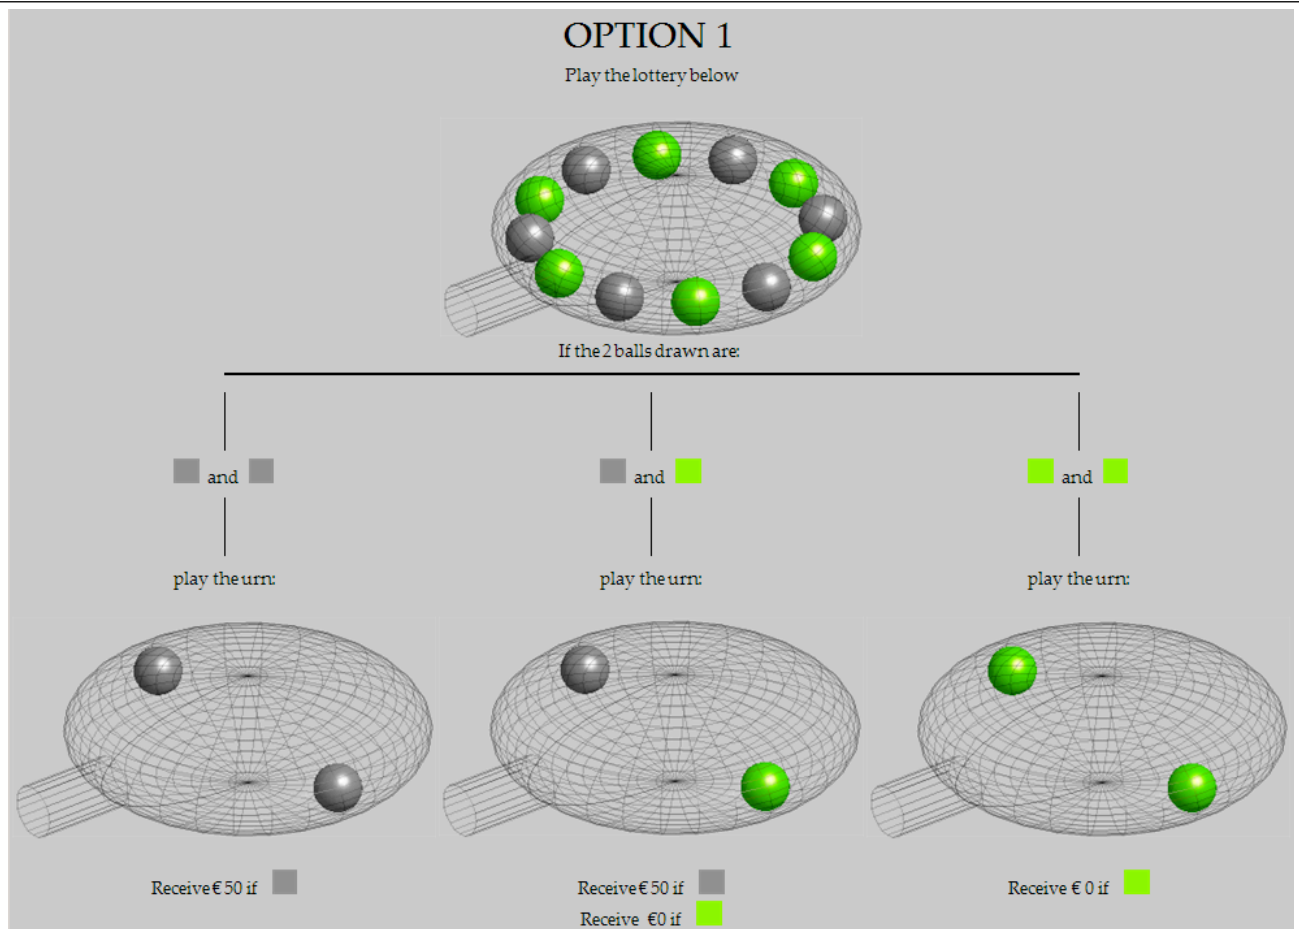 OPTION 1
Play the lottery below
If the 2 balls drawn are:
and
and
and
play the urn:
play the urn:
play the urn:
Receive € 50 if
Receive € 50 if
Receive € 0 if
Receive €0 if